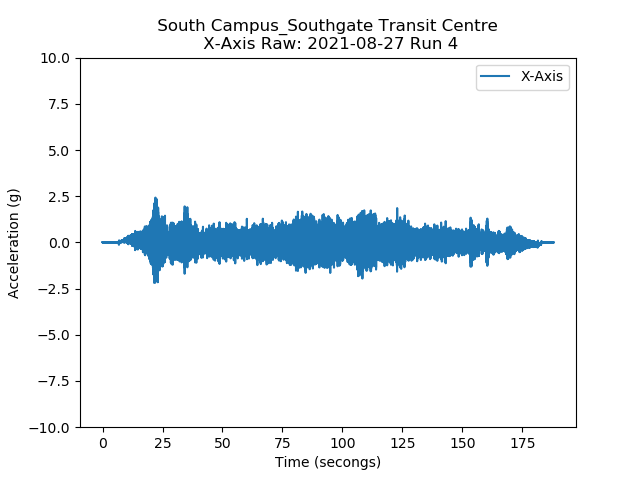 South Campus_Southgate Transit Centre
X-Axis Raw: 2021-08-27 Run 4
X-Axis
Acceleration (g)
10.0
7.5
5.0
2.5
0.0
−2.5
−5.0
−7.5
−10.0
0 25 50 75 100 125 150 175
Time (secongs)